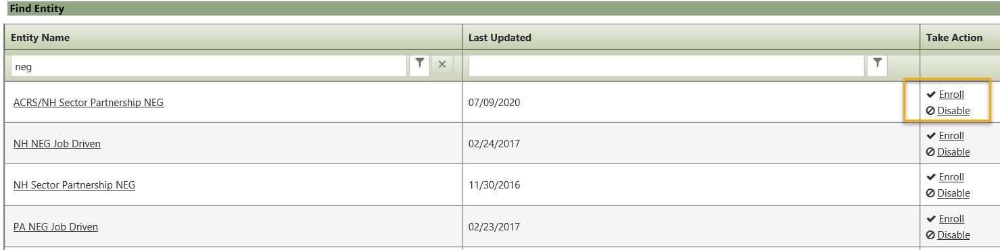 Find Entity
Entity Name Last Updated Take Action
neg
ACRS/NH Sector Partnership NEG 07/09/2020 Enroll
Disable
NH NEG Job Driven 02/24/2017 Enroll
Disable
NH Sector Partnership NEG 11/30/2016 Enroll
Disable
PA NEG Job Driven 02/23/2017 Enroll
Disable